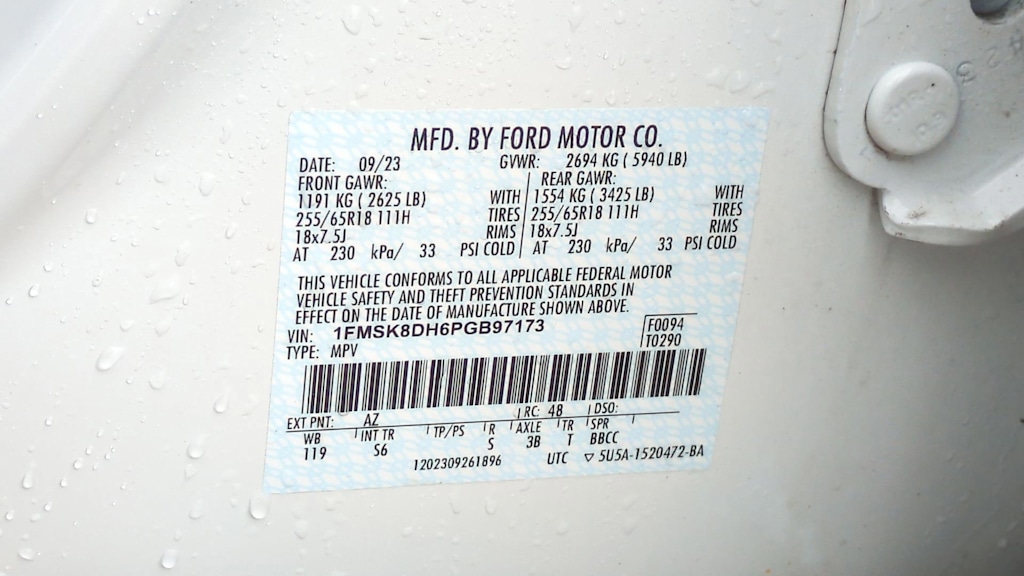 MFD. BY FORD MOTOR CO.
DATE: 09/23 GVWR: 2694 KG ( 5940 LB)
FRONT GAWR: REAR GAWR:
1191 KG ( 2625 LB) WITH 1554 KG ( 3425 LB) WITH
255/65R18 111H TIRES 255/65R18 111H TIRES
18x7.5J RIMS 18x7.5J RIMS
AT 230 kPa/ 33 PSI COLD AT 230 kPa/ 33 PSI COLD
THIS VEHICLE CONFORMS TO ALL APPLICABLE FEDERAL MOTOR
VEHICLE SAFETY AND THEFT PREVENTION STANDARDS IN
EFFECT ON THE DATE OF MANUFACTURE SHOWN ABOVE.
VIN: 1FMSK8DH6PGB97173 F0094
TYPE: MPV T0290
EXT PNT: AZ RC: 48 DSO:
WB INT TR TP/PS R AXLE TR SPR
119 S6 S 3B T BBCC
1202309261896 UTC ▽ 5U5A-1520472-BA